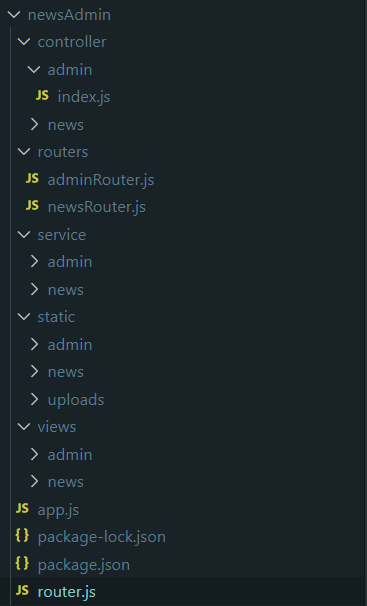 newsAdmin
controller
admin
JS index.js
news
routers
JS adminRouter.js
JS newsRouter.js
service
admin
news
static
admin
news
uploads
views
admin
news
JS app.js
{} package-lock.json
{} package.json
JS router.js